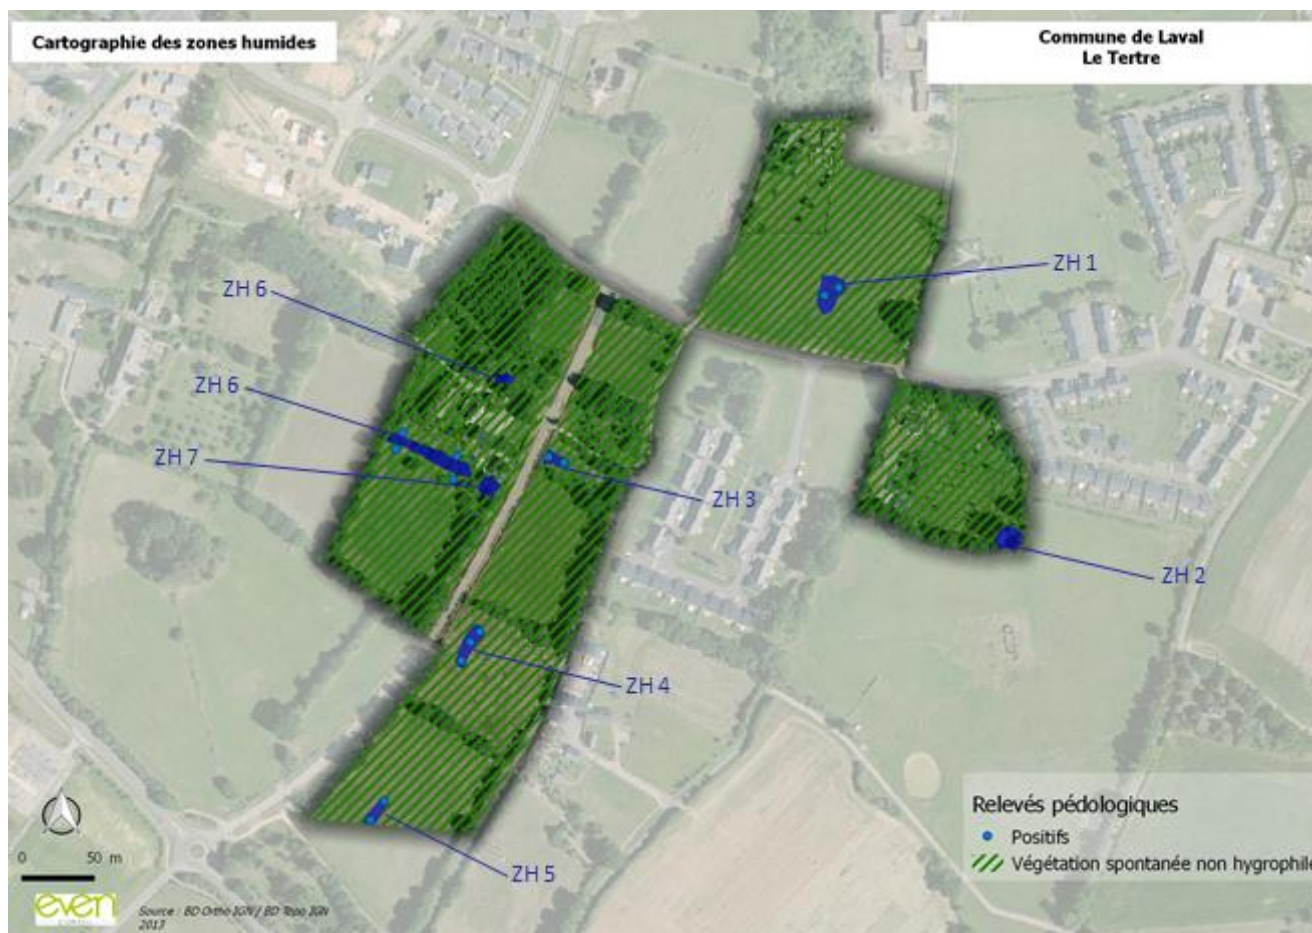 Cartographie des zones humides
Commune de Laval
Le Tertre
ZH 1
ZH 6
ZH 6
ZH 7
ZH 3
ZH 2
ZH 4
ZH 5
Relevés pédologiques
Positifs
Végétation spontanée non hygrophile
0 50 m
even
Source : BD Ortho IGN / BD Topo IGN
2013